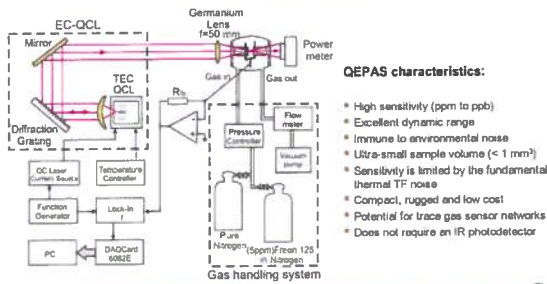 EC-QCL
Mirror
Germanium
Lens
f=50 mm
Power
meter
TEC
QCL
Gas in
Gas out
Diffraction
Grating
Pressure
Controller
Flow
meter
Vacuum
pump
QC Laser
Current Source
Temperature
Controller
Function
Generator
Lock-in
f
PC
DAQCard
6062E
Pure
Nitrogen
(5ppm)Freon 125
in Nitrogen
Gas handling system
QEPAS characteristics:
• High sensitivity (ppm to ppb)
• Excellent dynamic range
• Immune to environmental noise
• Ultra-small sample volume (< 1 mm³)
• Sensitivity is limited by the fundamental
thermal TF noise
• Compact, rugged and low cost
• Potential for trace gas sensor networks
• Does not require an IR photodetector